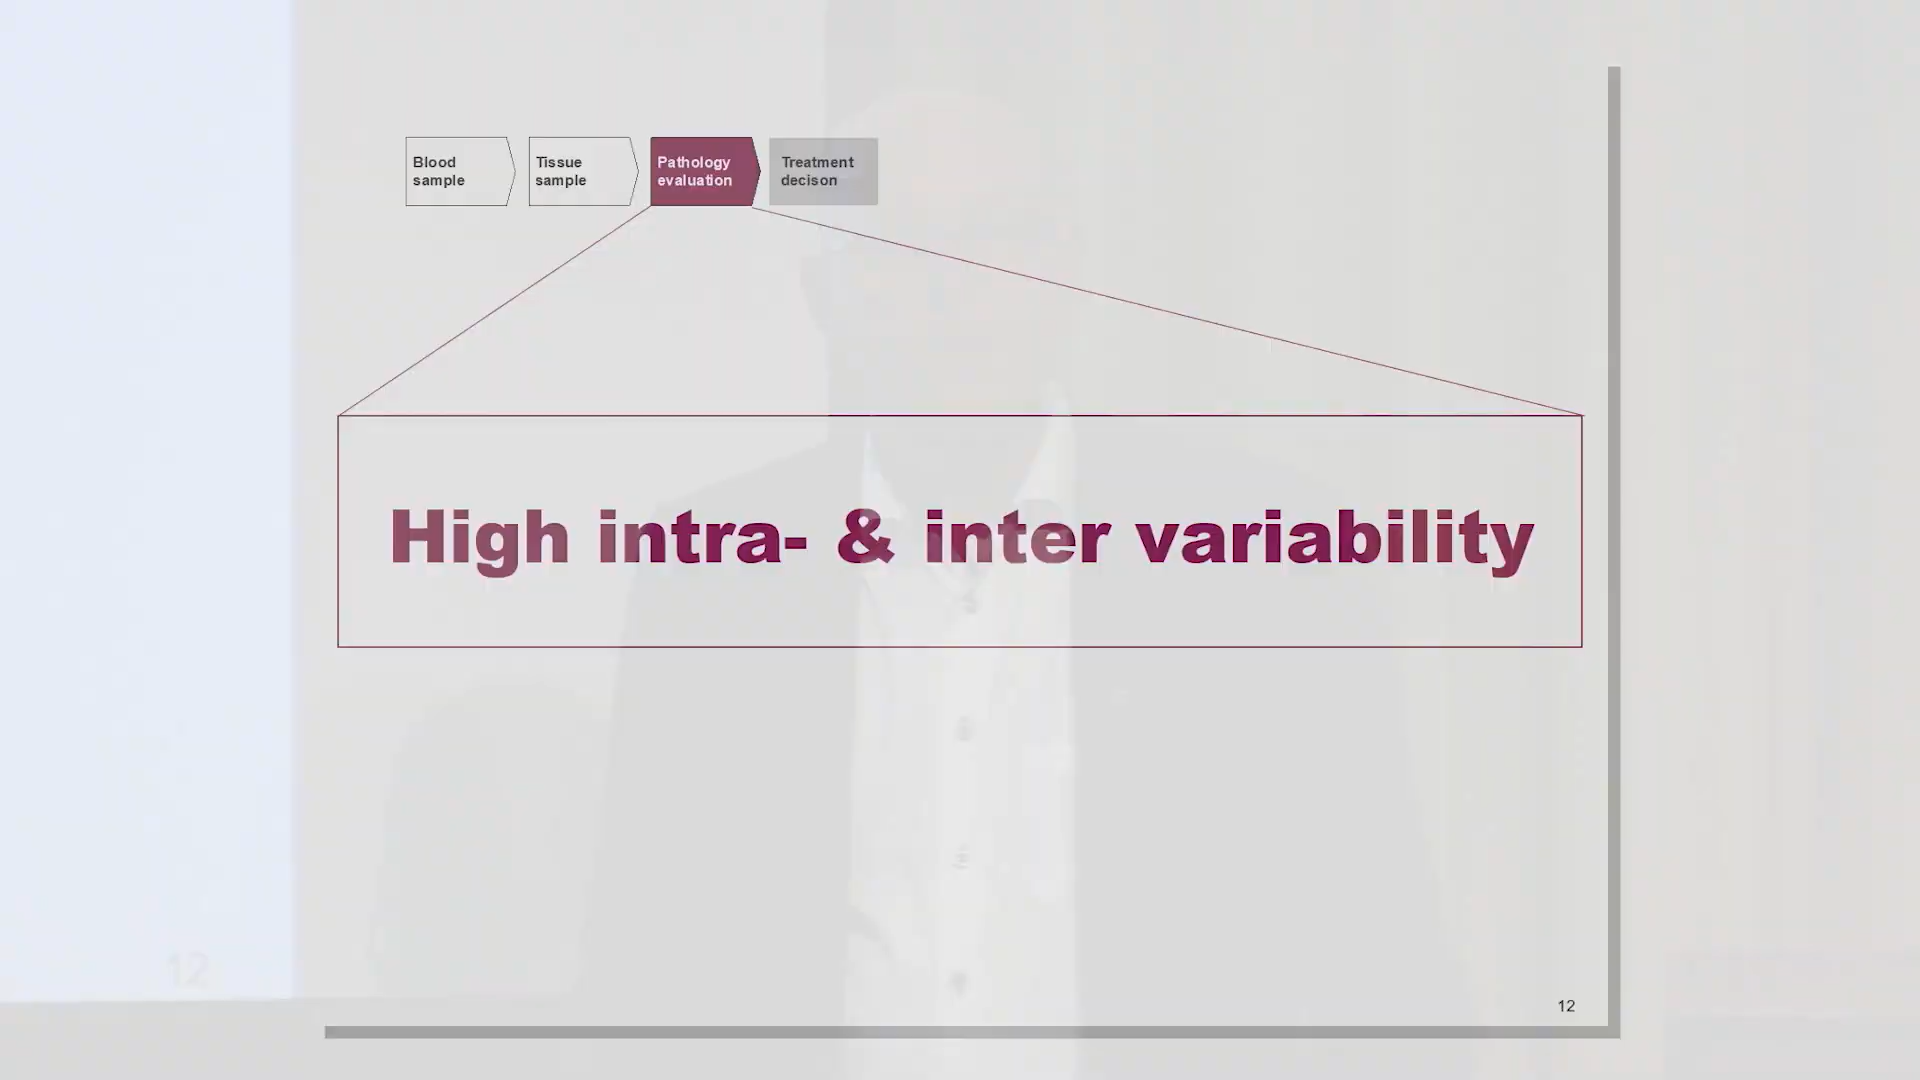 Blood
sample
Tissue
sample
Pathology
evaluation
Treatment
decison
High intra- & inter variability
12
12